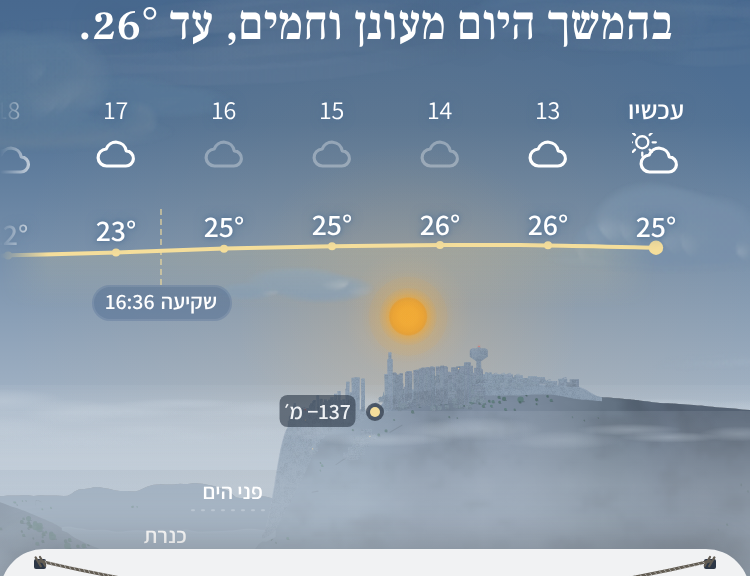 בהמשך היום מעונן וחמים, עד 26°.
עכשיו 13 14 15 16 17
25° 26° 26° 25° 25° 23°
שקיעה 16:36
137– מ׳
פני הים
כנרת